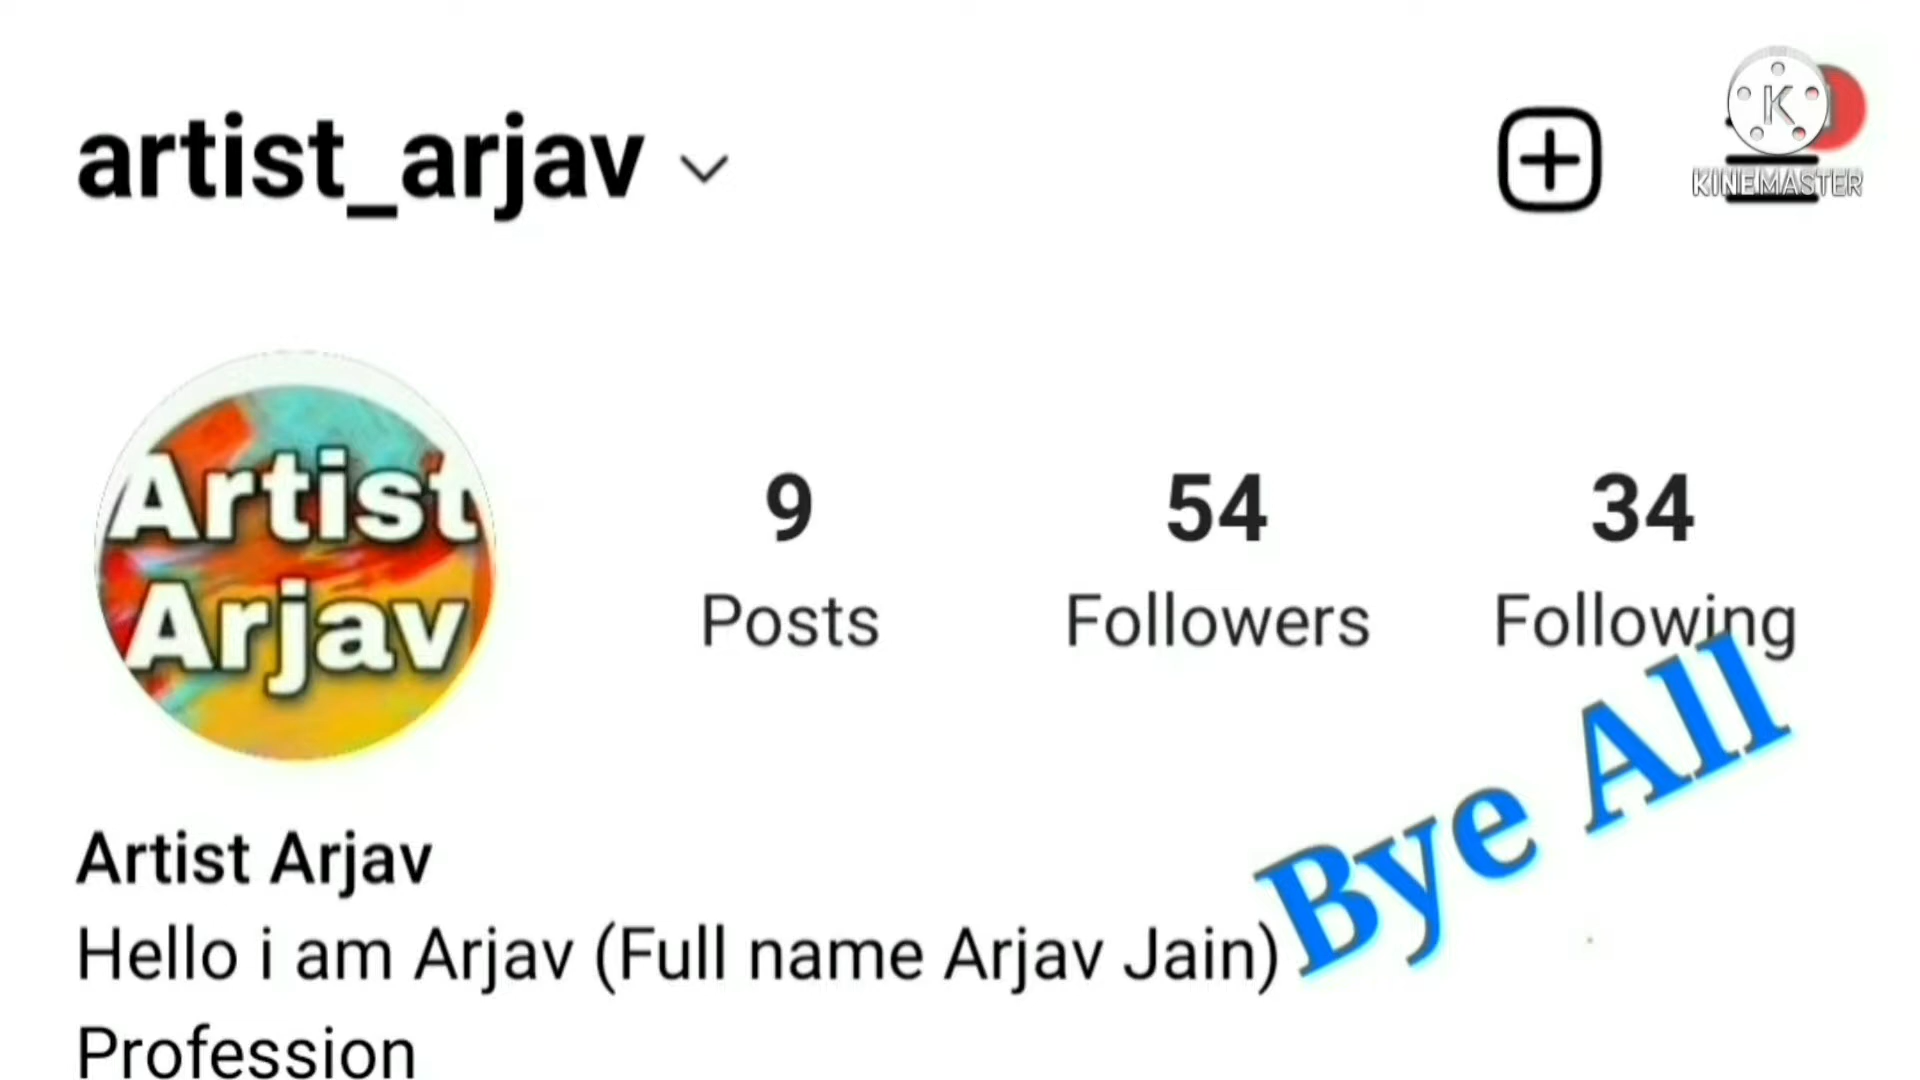 artist_arjav
K
KINEMASTER
Artist
Arjav
9
Posts
54
Followers
34
Following
Bye All
Artist Arjav
Hello i am Arjav (Full name Arjav Jain)
Profession